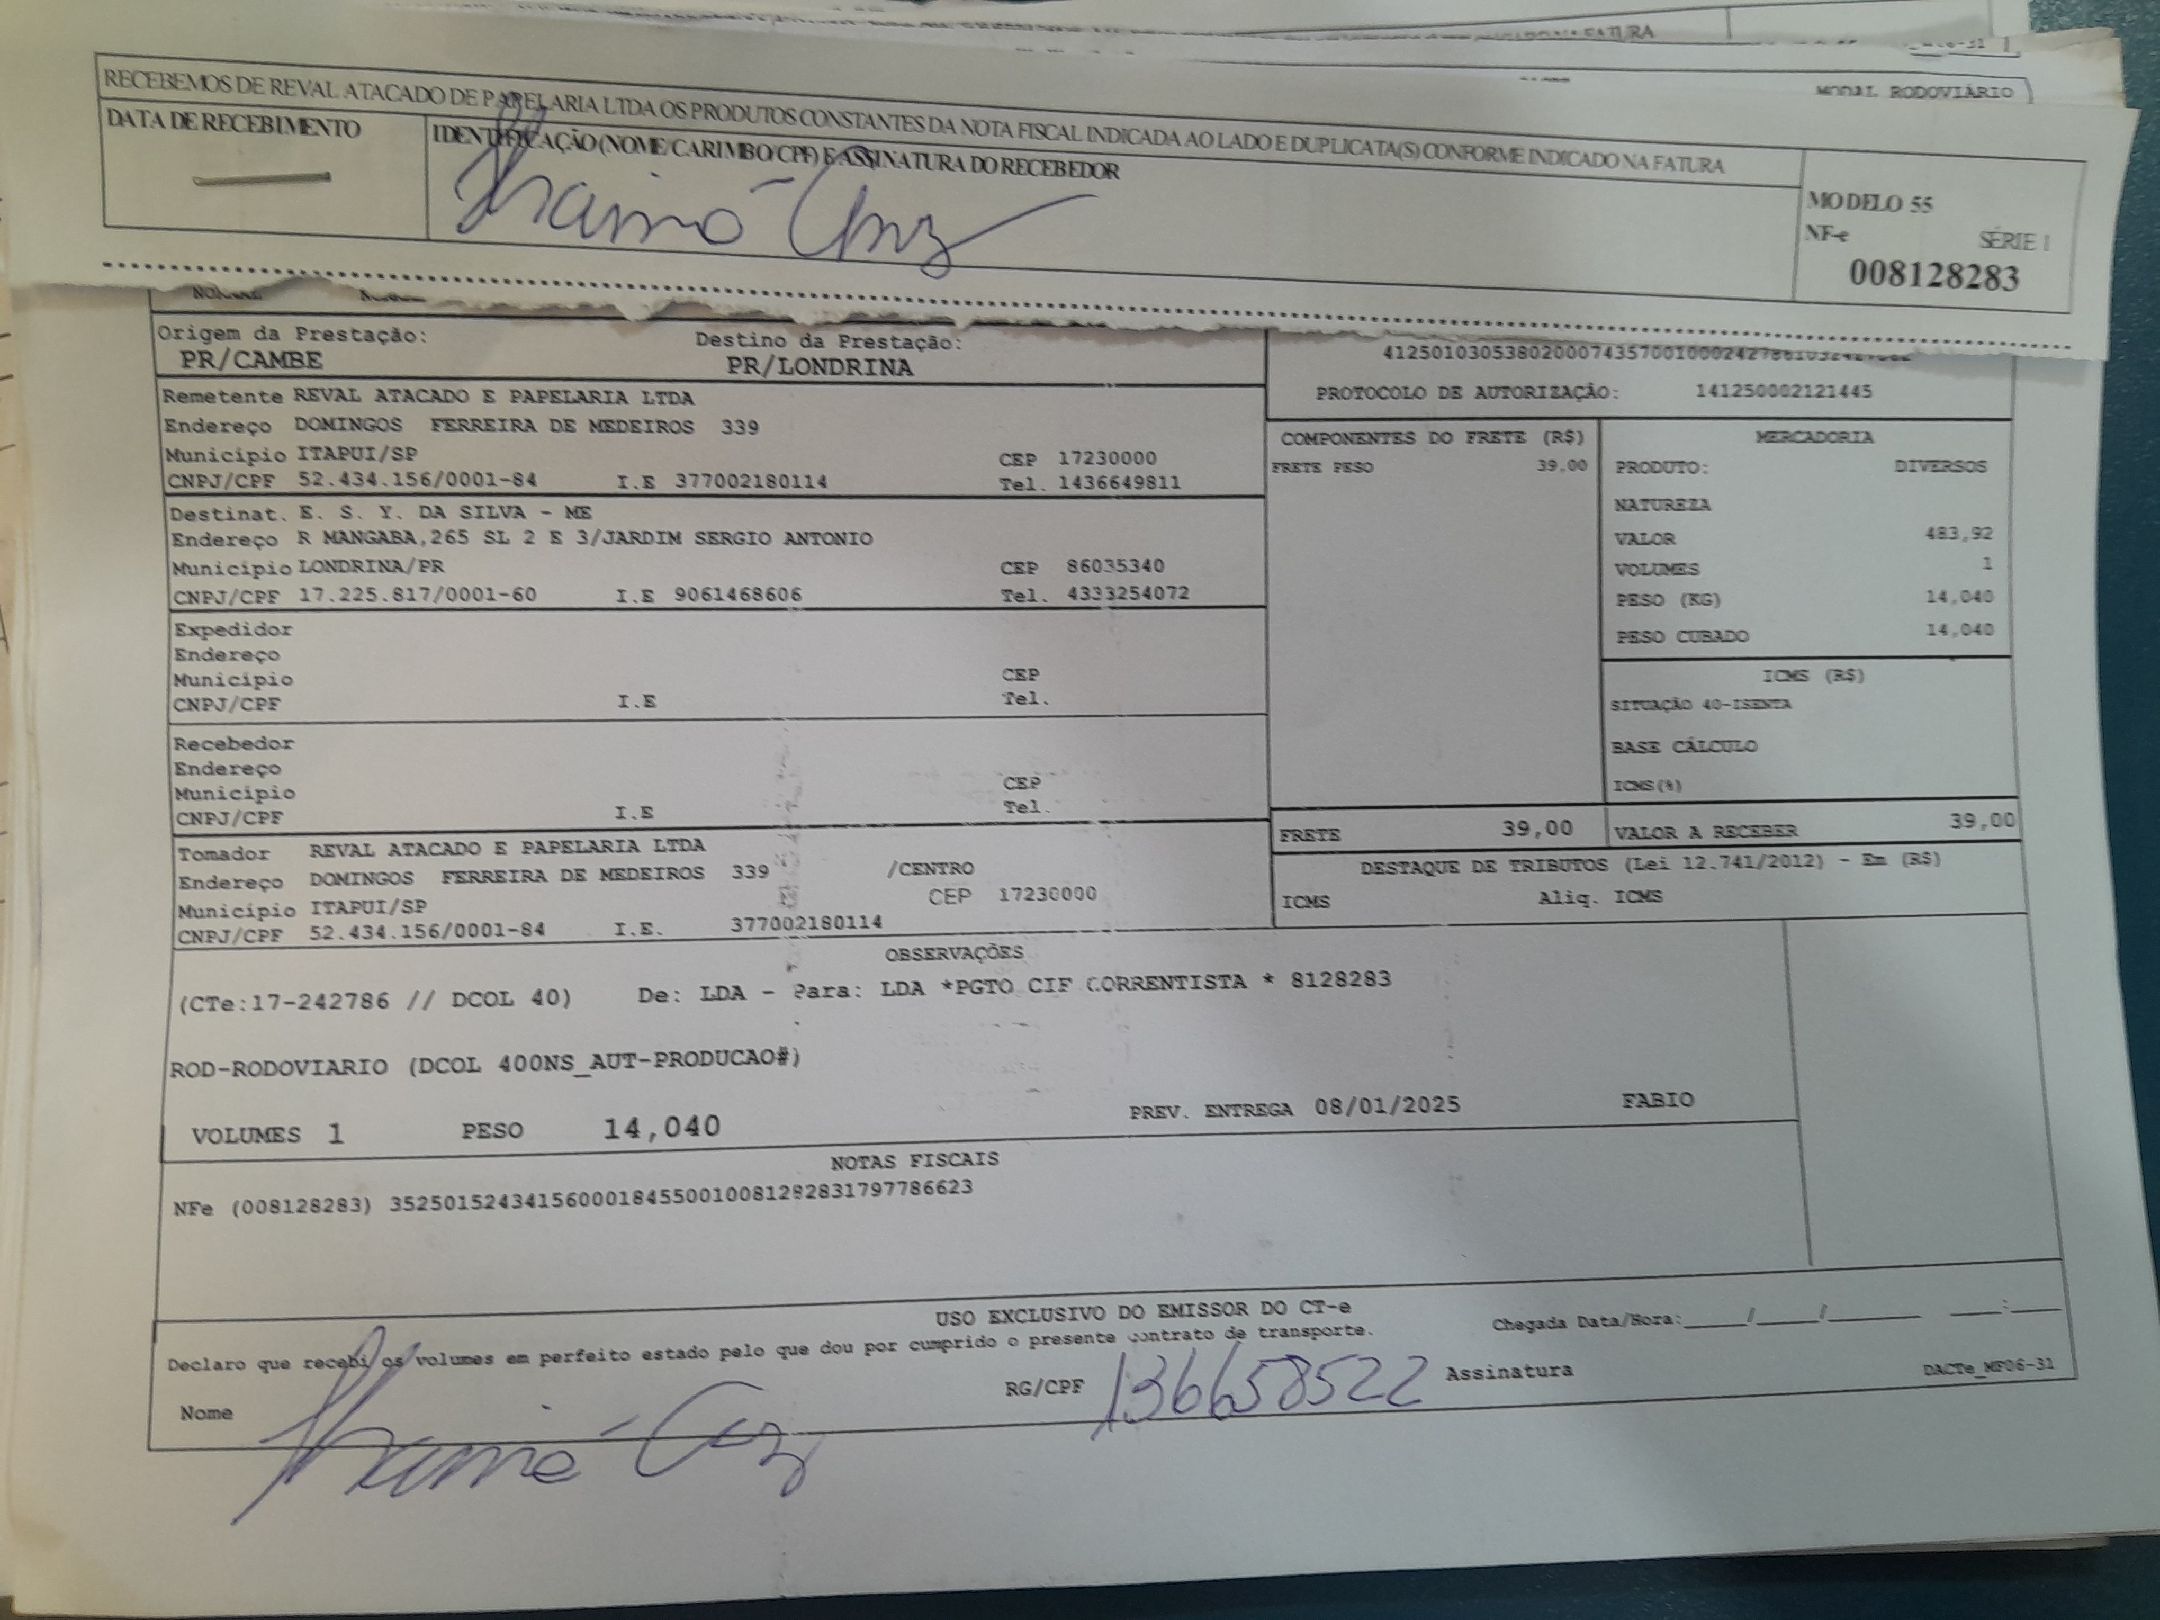 MODAL RODOVIÁRIO
RECEBEMOS DE REVAL ATACADO DE PAPELARIA LTDA OS PRODUTOS CONSTANTES DA NOTA FISCAL INDICADA AO LADO E DUPLICATA(S) CONFORME INDICADO NA FATURA
DATA DE RECEBIMENTO
IDENTIFICAÇÃO (NOME/CARIMBO/CPF) E ASSINATURA DO RECEBEDOR
MODELO 55
NF-e SÉRIE 1
008128283
Origem da Prestação: Destino da Prestação:
PR/CAMBE PR/LONDRINA
PROTOCOLO DE AUTORIZAÇÃO: 141250002121445
Remetente REVAL ATACADO E PAPELARIA LTDA
Endereço DOMINGOS FERREIRA DE MEDEIROS 339
Município ITAPUI/SP CEP 17230000
CNPJ/CPF 52.434.156/0001-84 I.E 377002180114 Tel. 1436649811
Destinat. E. S. Y. DA SILVA - ME
Endereço R MANGABA,265 SL 2 E 3/JARDIM SERGIO ANTONIO
Município LONDRINA/PR CEP 86035340
CNPJ/CPF 17.225.817/0001-60 I.E 9061468606 Tel. 4333254072
Expedidor
Endereço
Município CEP
CNPJ/CPF I.E Tel.
Recebedor
Endereço
Município CEP
CNPJ/CPF I.E Tel.
Tomador REVAL ATACADO E PAPELARIA LTDA
Endereço DOMINGOS FERREIRA DE MEDEIROS 339 /CENTRO
Município ITAPUI/SP CEP 17230000
CNPJ/CPF 52.434.156/0001-84 I.E. 377002180114
COMPONENTES DO FRETE (R$)
FRETE PESO 39,00
MERCADORIA
PRODUTO: DIVERSOS
NATUREZA
VALOR 483,92
VOLUMES 1
PESO (KG) 14,040
PESO CUBADO 14,040
ICMS (R$)
SITUAÇÃO 40-ISENTA
BASE CÁLCULO
ICMS(%)
FRETE 39,00 VALOR A RECEBER 39,00
DESTAQUE DE TRIBUTOS (Lei 12.741/2012) - Em (R$)
ICMS Aliq. ICMS
OBSERVAÇÕES
(CTe:17-242786 // DCOL 40) De: LDA - Para: LDA *PGTO CIF CORRENTISTA * 8128283
ROD-RODOVIARIO (DCOL 400NS_AUT-PRODUCAO#)
VOLUMES 1 PESO 14,040 PREV. ENTREGA 08/01/2025 FABIO
NOTAS FISCAIS
NFe (008128283) 35250152434156000184550010081282831797786623
USO EXCLUSIVO DO EMISSOR DO CT-e
Declaro que recebi os volumes em perfeito estado pelo que dou por cumprido o presente contrato de transporte.
Chegada Data/Hora:____/____/______ ___:___
Nome RG/CPF 136658522 Assinatura
DACTe_MF06-31